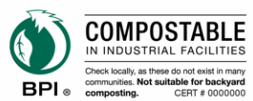 COMPOSTABLE
IN INDUSTRIAL FACILITIES
Check locally, as these do not exist in many
communities. Not suitable for backyard
composting. CERT # 0000000
BPI ®